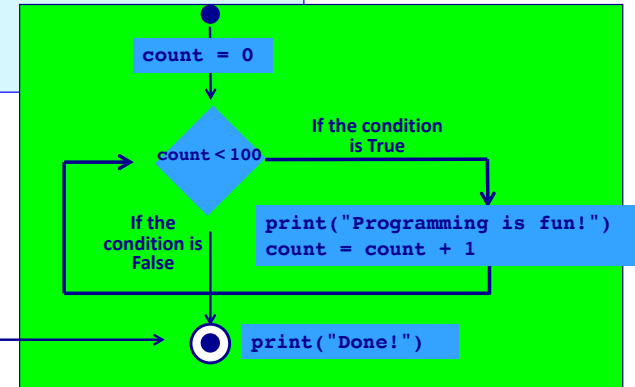 count = 0
count < 100
If the condition
is True
print("Programming is fun!")
count = count + 1
If the
condition is
False
print("Done!")